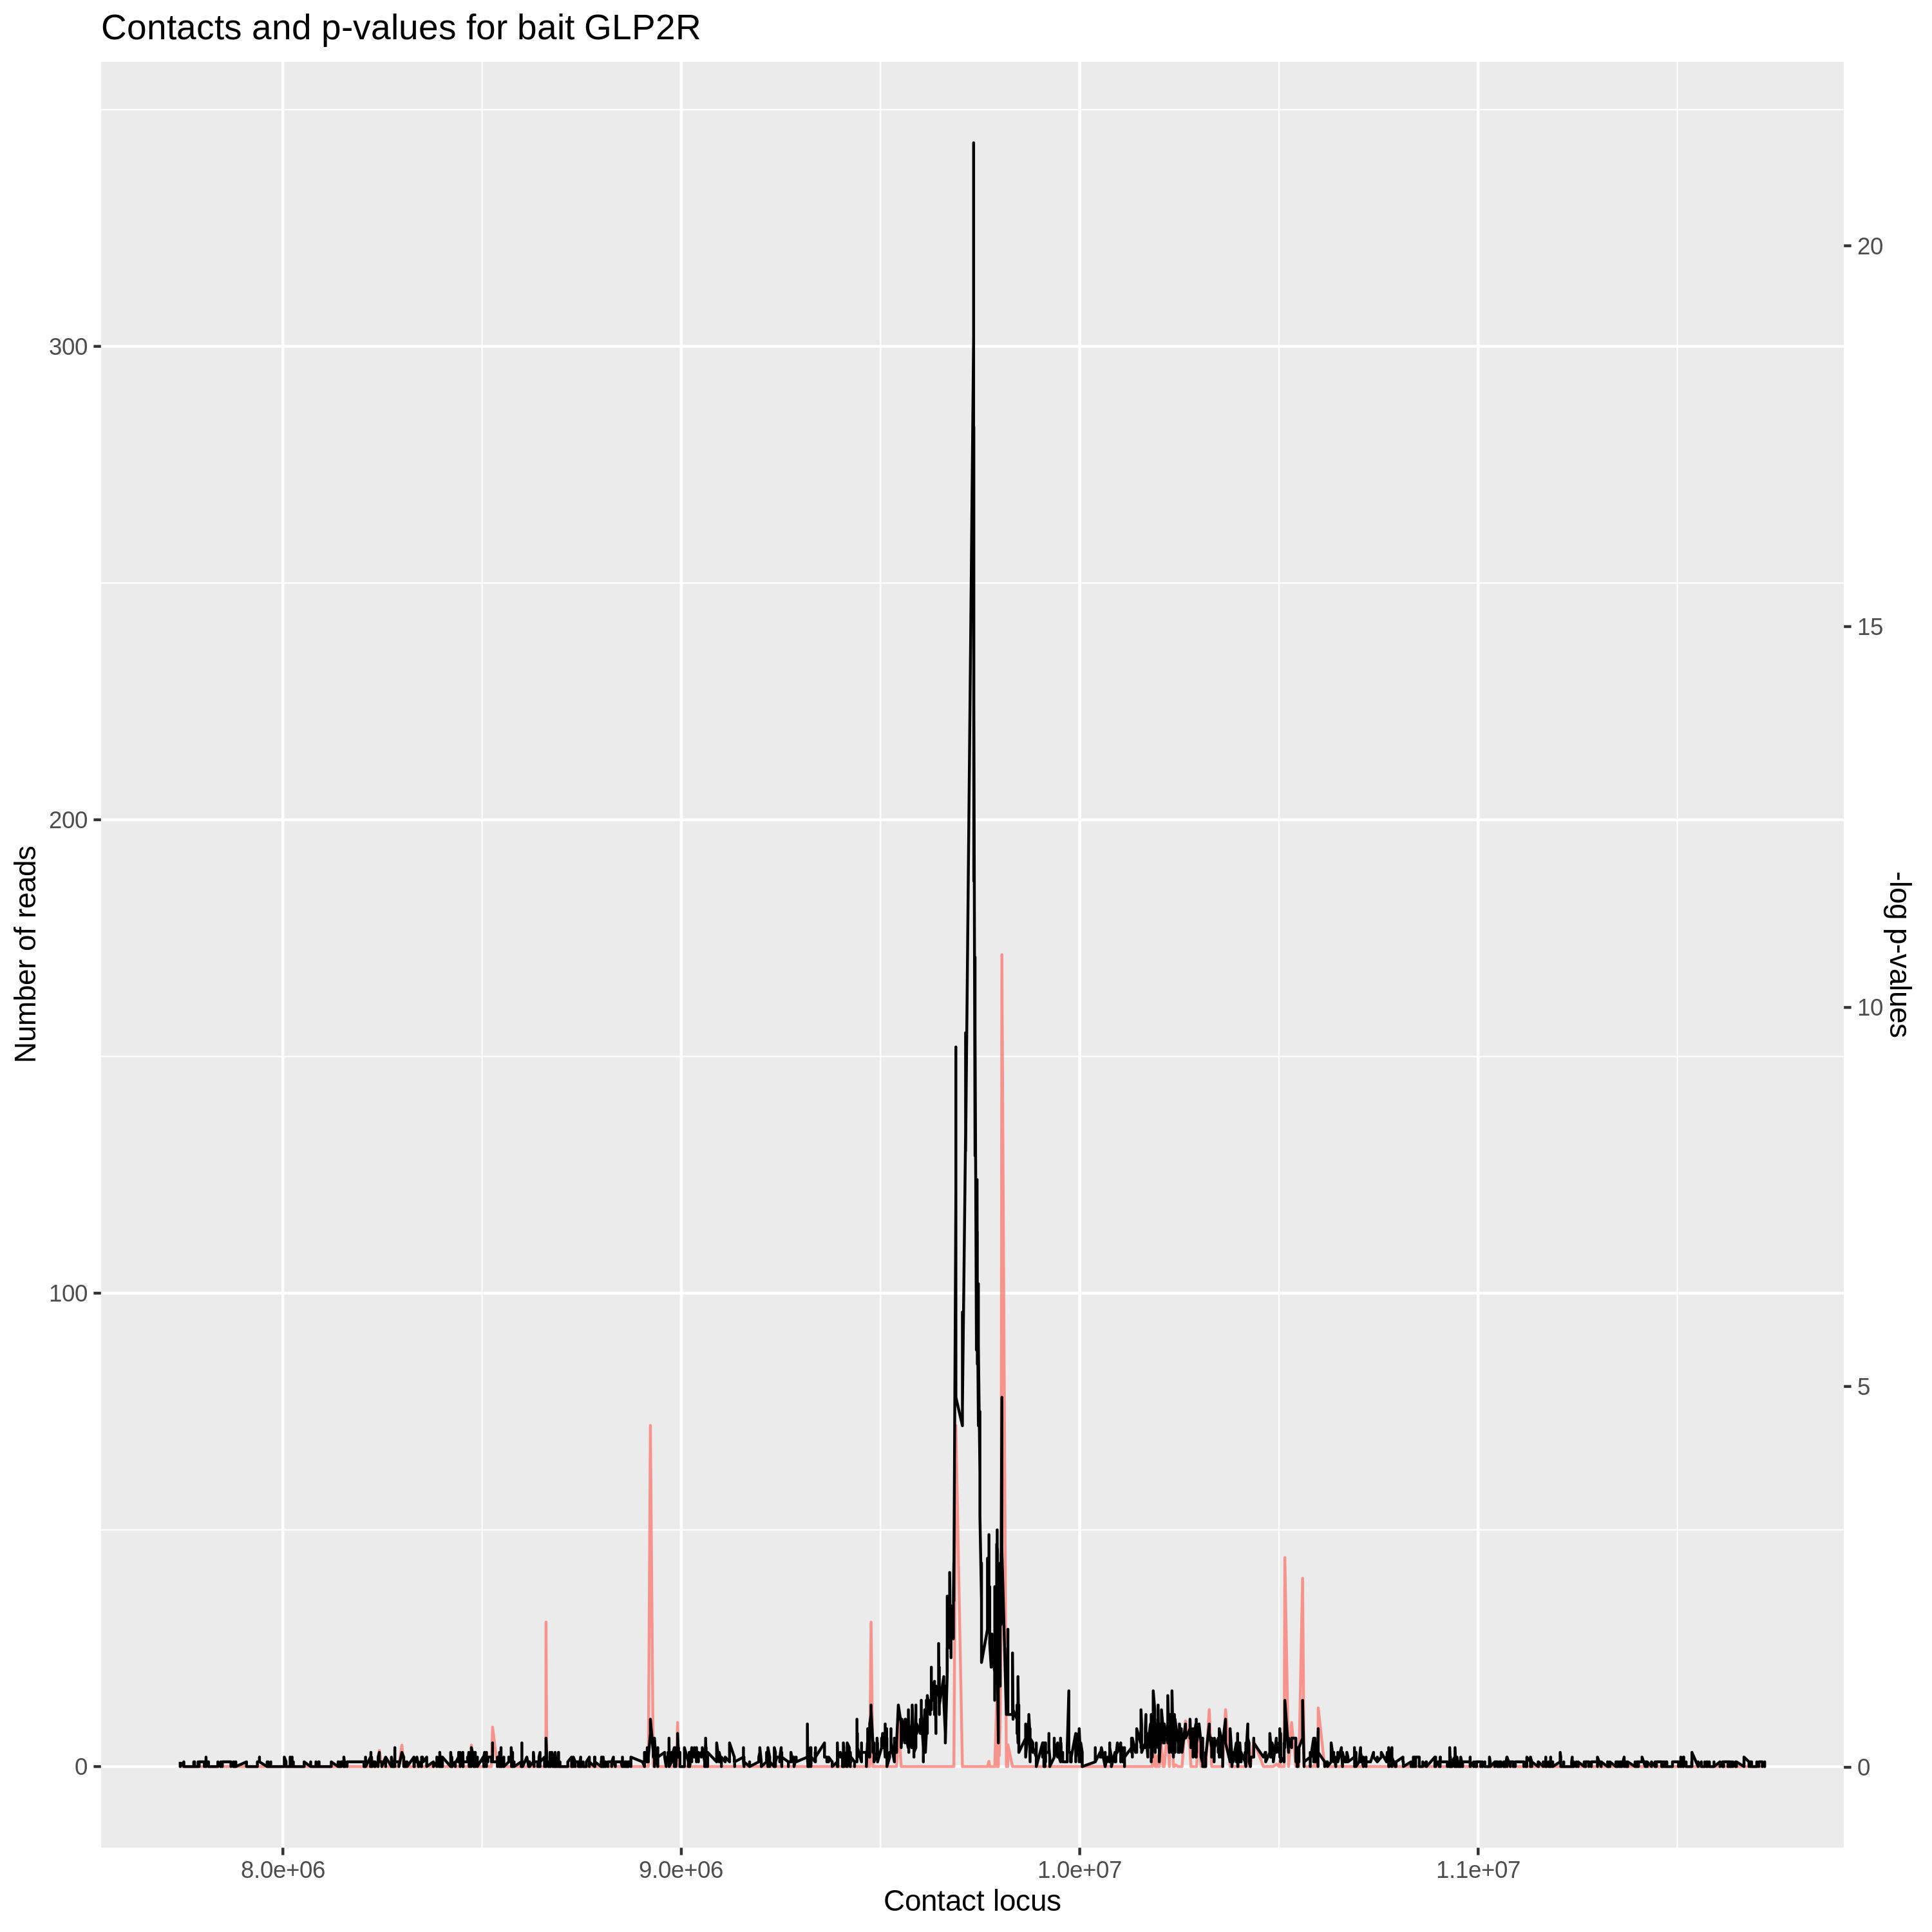 Contacts and p-values for bait GLP2R
300
200
100
0
Number of reads
20
15
10
5
0
-log p-values
8.0e+06
9.0e+06
1.0e+07
1.1e+07
Contact locus